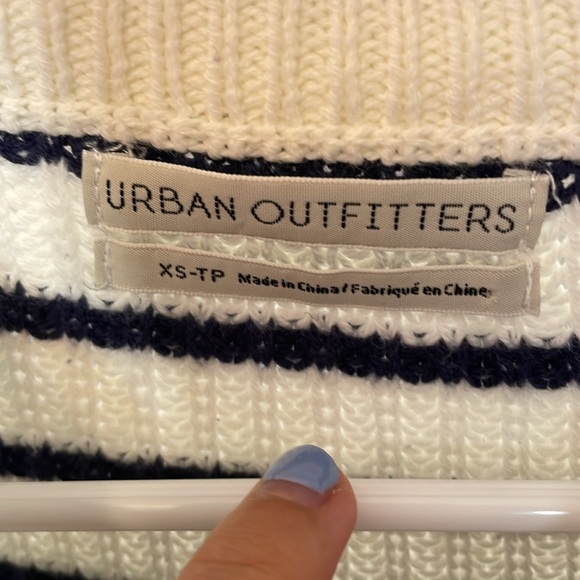 URBAN OUTFITTERS
XS-TP Made in China / Fabriqué en Chine